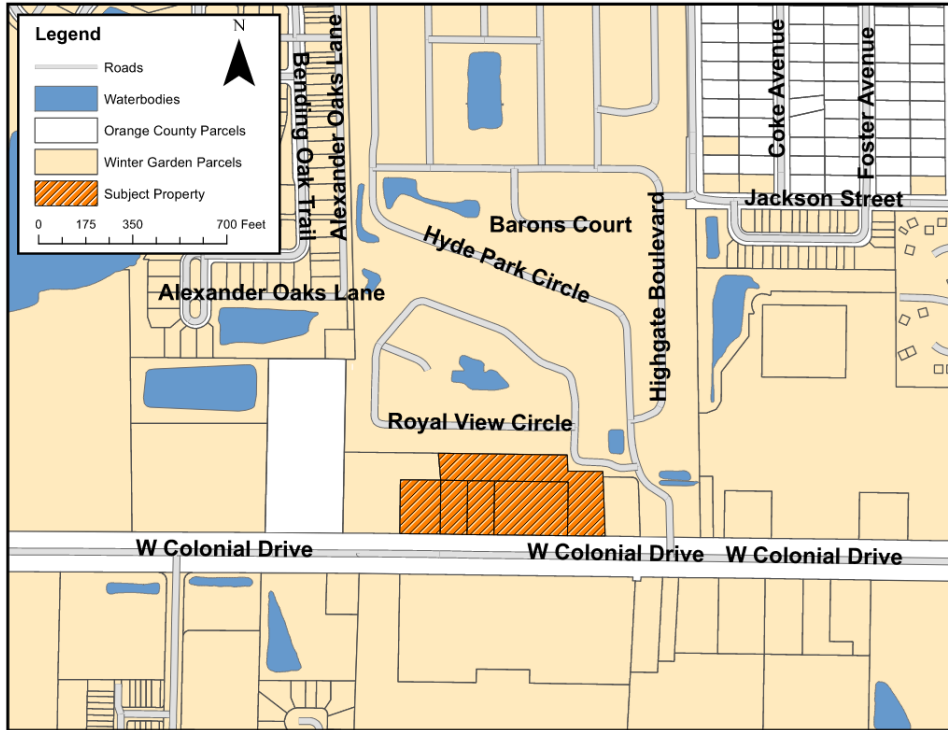 Legend
N
Roads
Waterbodies
Orange County Parcels
Winter Garden Parcels
Subject Property
0 175 350 700 Feet
Bending Oak Trail
Alexander Oaks Lane
Coke Avenue
Foster Avenue
Jackson Street
Barons Court
Hyde Park Circle
Highgate Boulevard
Alexander Oaks Lane
Royal View Circle
W Colonial Drive
W Colonial Drive
W Colonial Drive